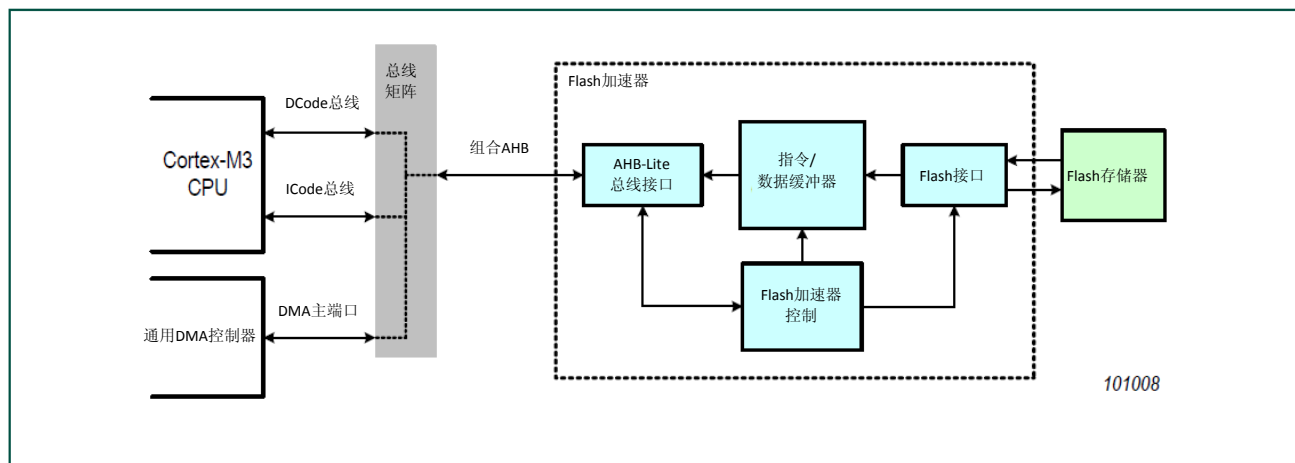 总线
矩阵
Flash加速器
DCode总线
组合AHB
Cortex-M3
CPU
AHB-Lite
总线接口
指令/
数据缓冲器
Flash接口
Flash存储器
ICode总线
DMA主端口
Flash加速器
控制
通用DMA控制器
101008